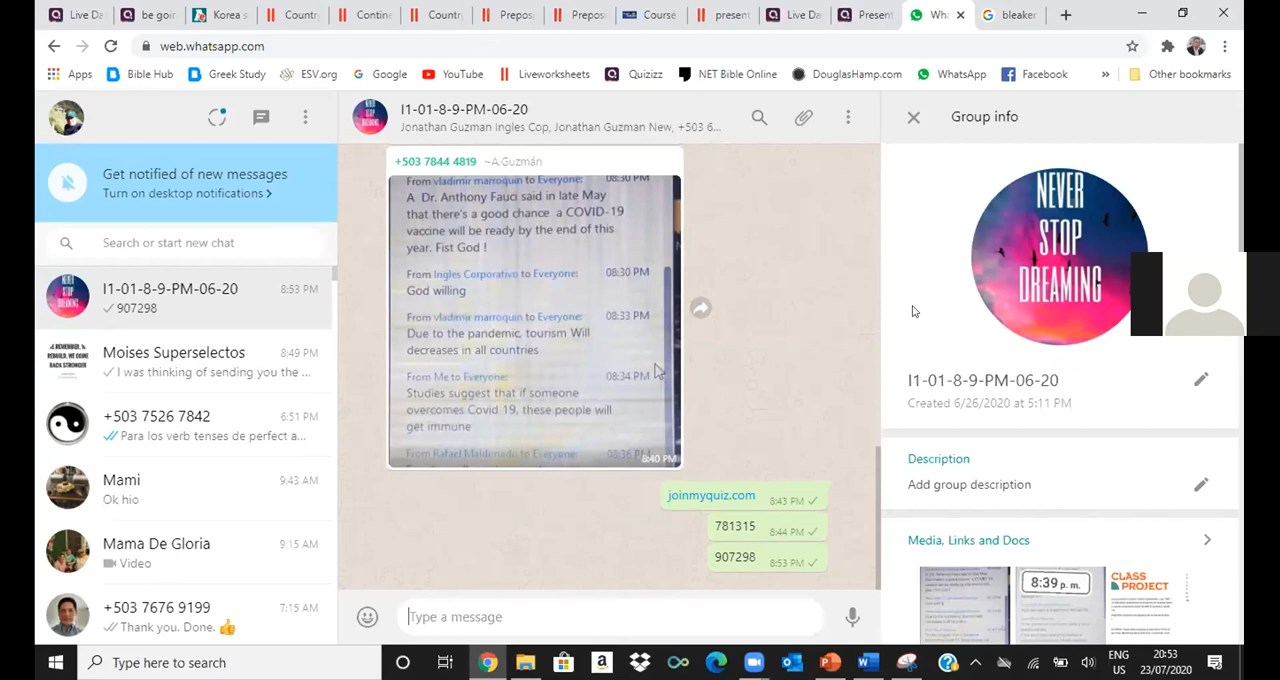 Live Da
be goin
Korea s
Countr
Contine
Countr
Prepos
Prepos
Course
present
Live Da
Present
Wha
bleaker
web.whatsapp.com
Apps
Bible Hub
Greek Study
ESV.org
Google
YouTube
Liveworksheets
Quizizz
NET Bible Online
DouglasHamp.com
WhatsApp
Facebook
»
Other bookmarks
Get notified of new messages
Turn on desktop notifications >
Search or start new chat
I1-01-8-9-PM-06-20 8:53 PM
907298
Moises Superselectos 8:49 PM
I was thinking of sending you the ...
+503 7526 7842 6:51 PM
Para los verb tenses de perfect a...
Mami 9:43 AM
Ok hio
Mama De Gloria 9:15 AM
Video
+503 7676 9199 7:15 AM
Thank you. Done.
I1-01-8-9-PM-06-20
Jonathan Guzman Ingles Cop, Jonathan Guzman New, +503 6...
+503 7844 4819 ~A.Guzmán
From vladimir marroquin to Everyone: 08:30 PM
A Dr. Anthony Fauci said in late May
that there's a good chance a COVID-19
vaccine will be ready by the end of this
year. Fist God !
From Ingles Corporativo to Everyone: 08:30 PM
God willing
From vladimir marroquin to Everyone: 08:33 PM
Due to the pandemic, tourism Will
decreases in all countries
From Me to Everyone: 08:34 PM
Studies suggest that if someone
overcomes Covid 19, these people will
get immune
From Rafael Maldonado to Everyone: 08:36 PM
8:40 PM
joinmyquiz.com 8:43 PM
781315 8:44 PM
907298 8:53 PM
Type a message
Group info
NEVER
STOP
DREAMING
I1-01-8-9-PM-06-20
Created 6/26/2020 at 5:11 PM
Description
Add group description
Media, Links and Docs
8:39 p. m.
CLASS
PROJECT
Type here to search
ENG
US
20:53
23/07/2020